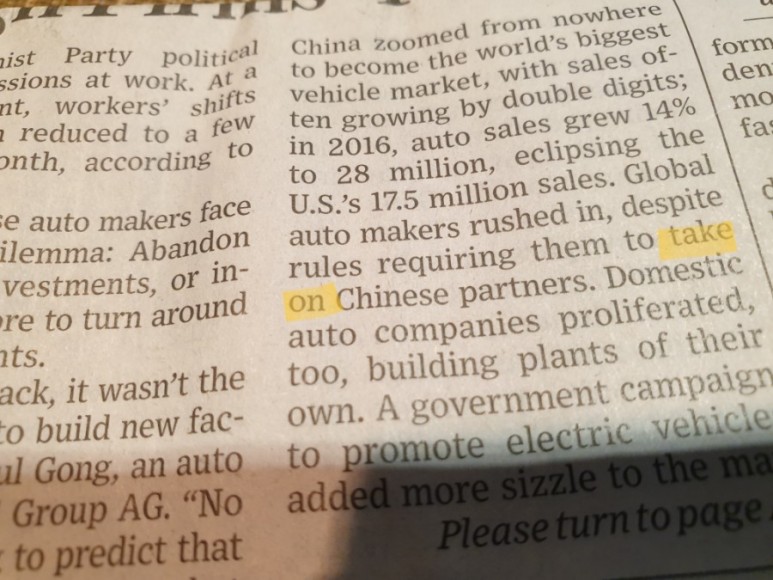 Party political
ssions at work. At a
nt, workers' shifts
reduced to a few
onth, according to
se auto makers face
ilemma: Abandon
vestments, or in-
ore to turn around
nts.
ack, it wasn't the
to build new fac-
ul Gong, an auto
Group AG. "No
to predict that
China zoomed from nowhere
to become the world's biggest
vehicle market, with sales of-
ten growing by double digits;
in 2016, auto sales grew 14%
to 28 million, eclipsing the
U.S.'s 17.5 million sales. Global
auto makers rushed in, despite
rules requiring them to take
on Chinese partners. Domestic
auto companies proliferated,
too, building plants of their
own. A government campaign
to promote electric vehicle
added more sizzle to the ma
Please turn to page
form
den
mo
fas